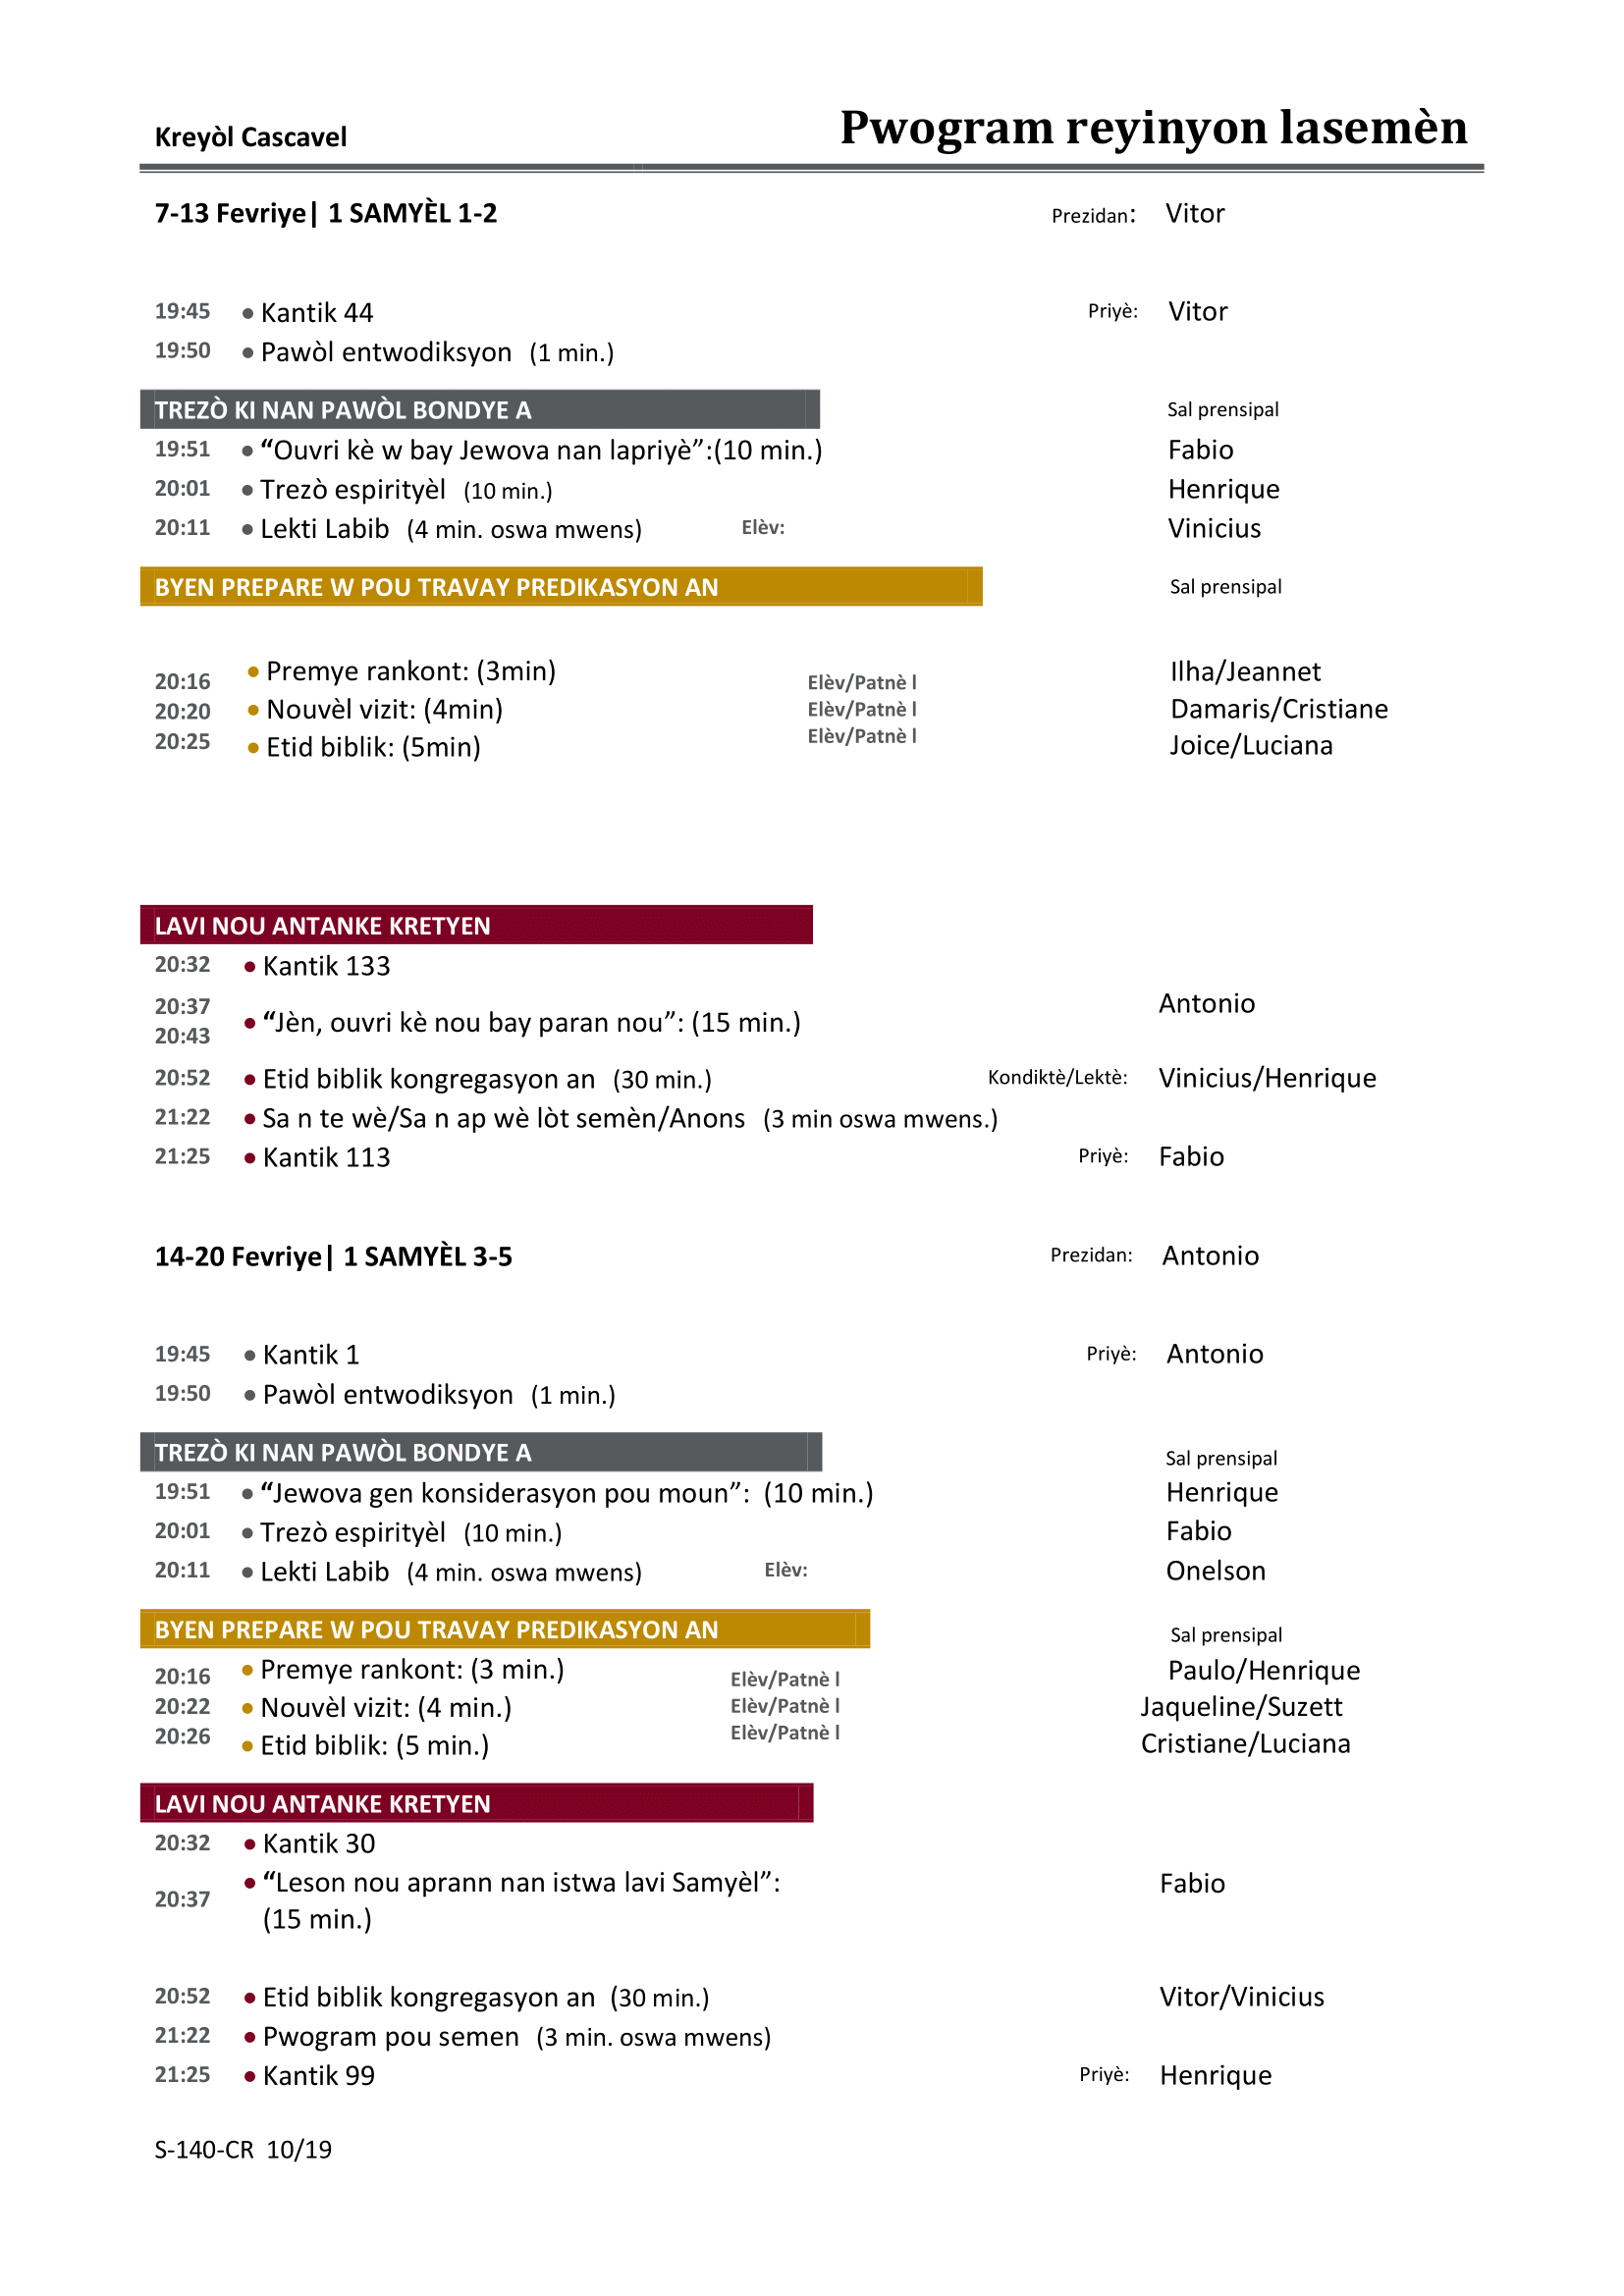 Kreyòl Cascavel Pwogram reyinyon lasemèn
7-13 Fevriye| 1 SAMYÈL 1-2 Prezidan: Vitor
19:45 • Kantik 44 Priyè: Vitor
19:50 • Pawòl entwodiksyon (1 min.)
TREZÒ KI NAN PAWÒL BONDYE A Sal prensipal
19:51 • “Ouvri kè w bay Jewova nan lapriyè”:(10 min.) Fabio
20:01 • Trezò espirityèl (10 min.) Henrique
20:11 • Lekti Labib (4 min. oswa mwens) Elèv: Vinicius
BYEN PREPARE W POU TRAVAY PREDIKASYON AN Sal prensipal
20:16 • Premye rankont: (3min) Elèv/Patnè l Ilha/Jeannet
20:20 • Nouvèl vizit: (4min) Elèv/Patnè l Damaris/Cristiane
20:25 • Etid biblik: (5min) Elèv/Patnè l Joice/Luciana
LAVI NOU ANTANKE KRETYEN
20:32 • Kantik 133
20:37 Antonio
20:43 • “Jèn, ouvri kè nou bay paran nou”: (15 min.)
20:52 • Etid biblik kongregasyon an (30 min.) Kondiktè/Lektè: Vinicius/Henrique
21:22 • Sa n te wè/Sa n ap wè lòt semèn/Anons (3 min oswa mwens.)
21:25 • Kantik 113 Priyè: Fabio
14-20 Fevriye| 1 SAMYÈL 3-5 Prezidan: Antonio
19:45 • Kantik 1 Priyè: Antonio
19:50 • Pawòl entwodiksyon (1 min.)
TREZÒ KI NAN PAWÒL BONDYE A Sal prensipal
19:51 • “Jewova gen konsiderasyon pou moun”: (10 min.) Henrique
20:01 • Trezò espirityèl (10 min.) Fabio
20:11 • Lekti Labib (4 min. oswa mwens) Elèv: Onelson
BYEN PREPARE W POU TRAVAY PREDIKASYON AN Sal prensipal
20:16 • Premye rankont: (3 min.) Elèv/Patnè l Paulo/Henrique
20:22 • Nouvèl vizit: (4 min.) Elèv/Patnè l Jaqueline/Suzett
20:26 • Etid biblik: (5 min.) Elèv/Patnè l Cristiane/Luciana
LAVI NOU ANTANKE KRETYEN
20:32 • Kantik 30
20:37 • “Leson nou aprann nan istwa lavi Samyèl”: Fabio
(15 min.)
20:52 • Etid biblik kongregasyon an (30 min.) Vitor/Vinicius
21:22 • Pwogram pou semen (3 min. oswa mwens)
21:25 • Kantik 99 Priyè: Henrique
S-140-CR 10/19